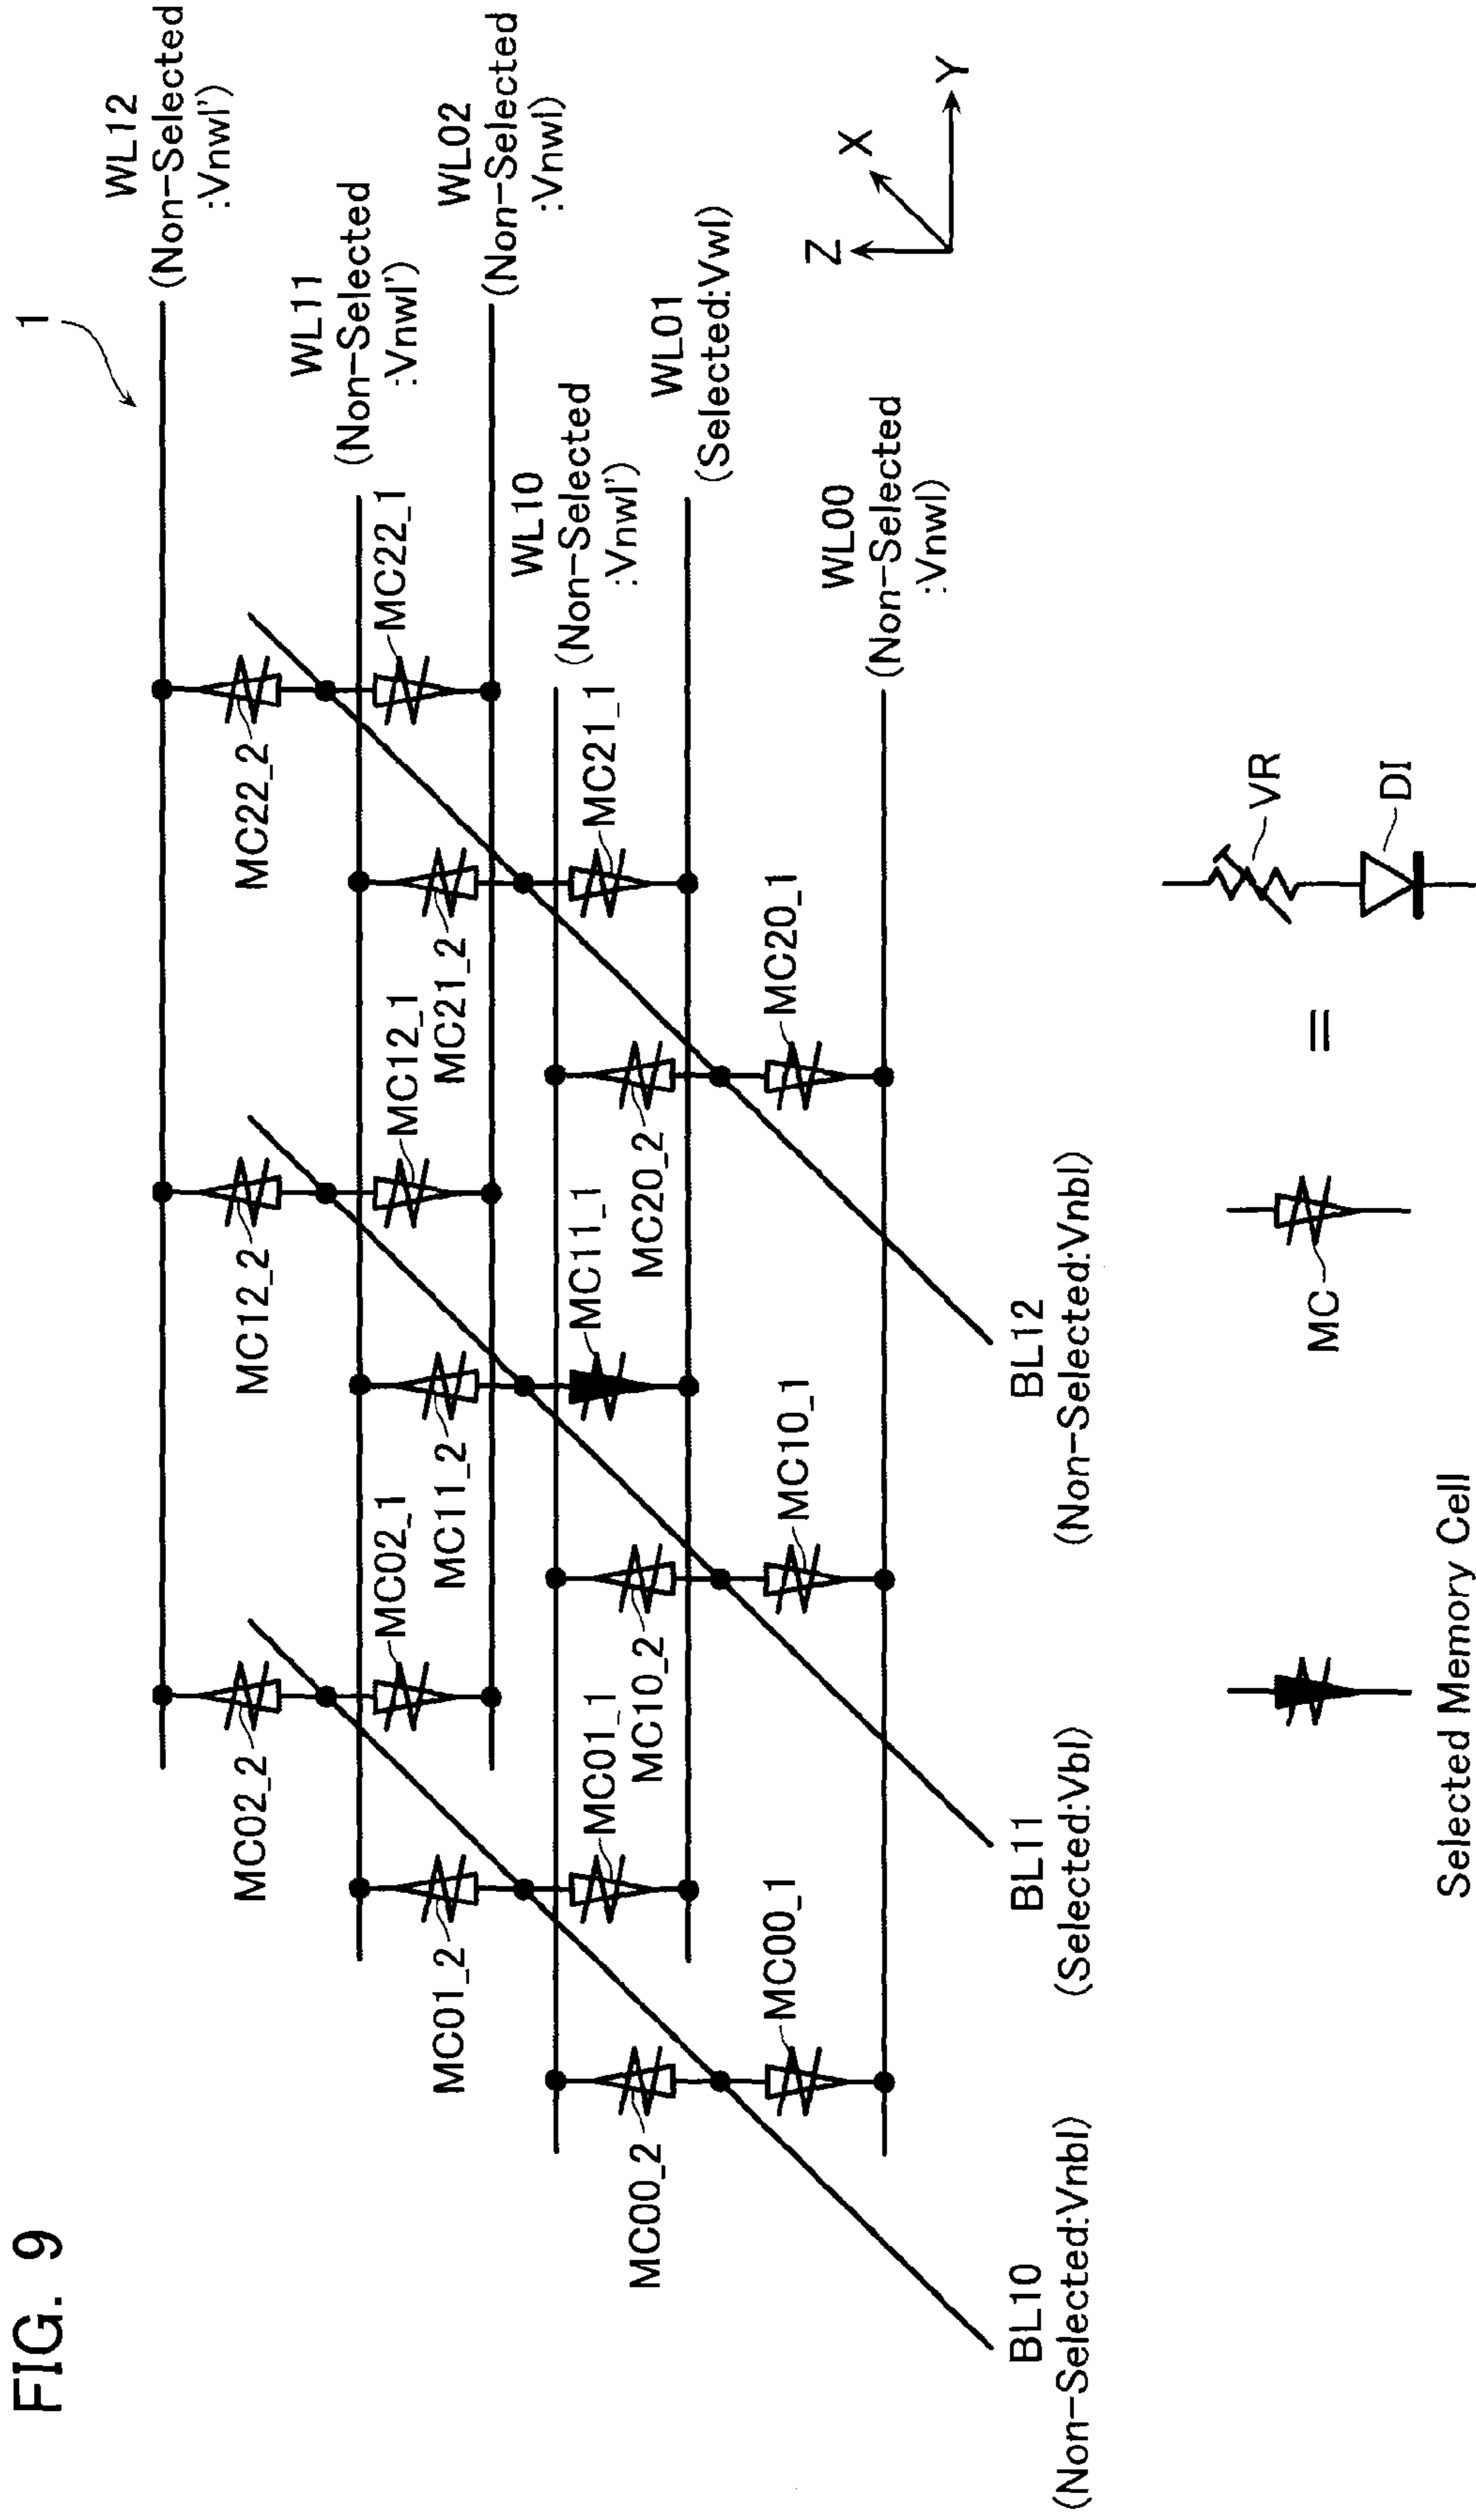 FIG. 9
1
WL12
(Non-Selected
:Vnwl')
WL11
(Non-Selected
:Vnwl')
WL02
(Non-Selected
:Vnwl)
WL10
(Non-Selected
:Vnwl')
WL01
(Selected:Vwl)
WL00
(Non-Selected
:Vnwl)
MC02_2
MC12_2
MC22_2
MC02_1
MC12_1
MC22_1
MC01_2
MC11_2
MC21_2
MC01_1
MC11_1
MC21_1
MC00_2
MC10_2
MC20_2
MC00_1
MC10_1
MC20_1
Z
X
Y
BL10
(Non-Selected:Vnbl)
BL11
(Selected:Vbl)
BL12
(Non-Selected:Vnbl)
Selected Memory Cell
MC
=
VR
DI